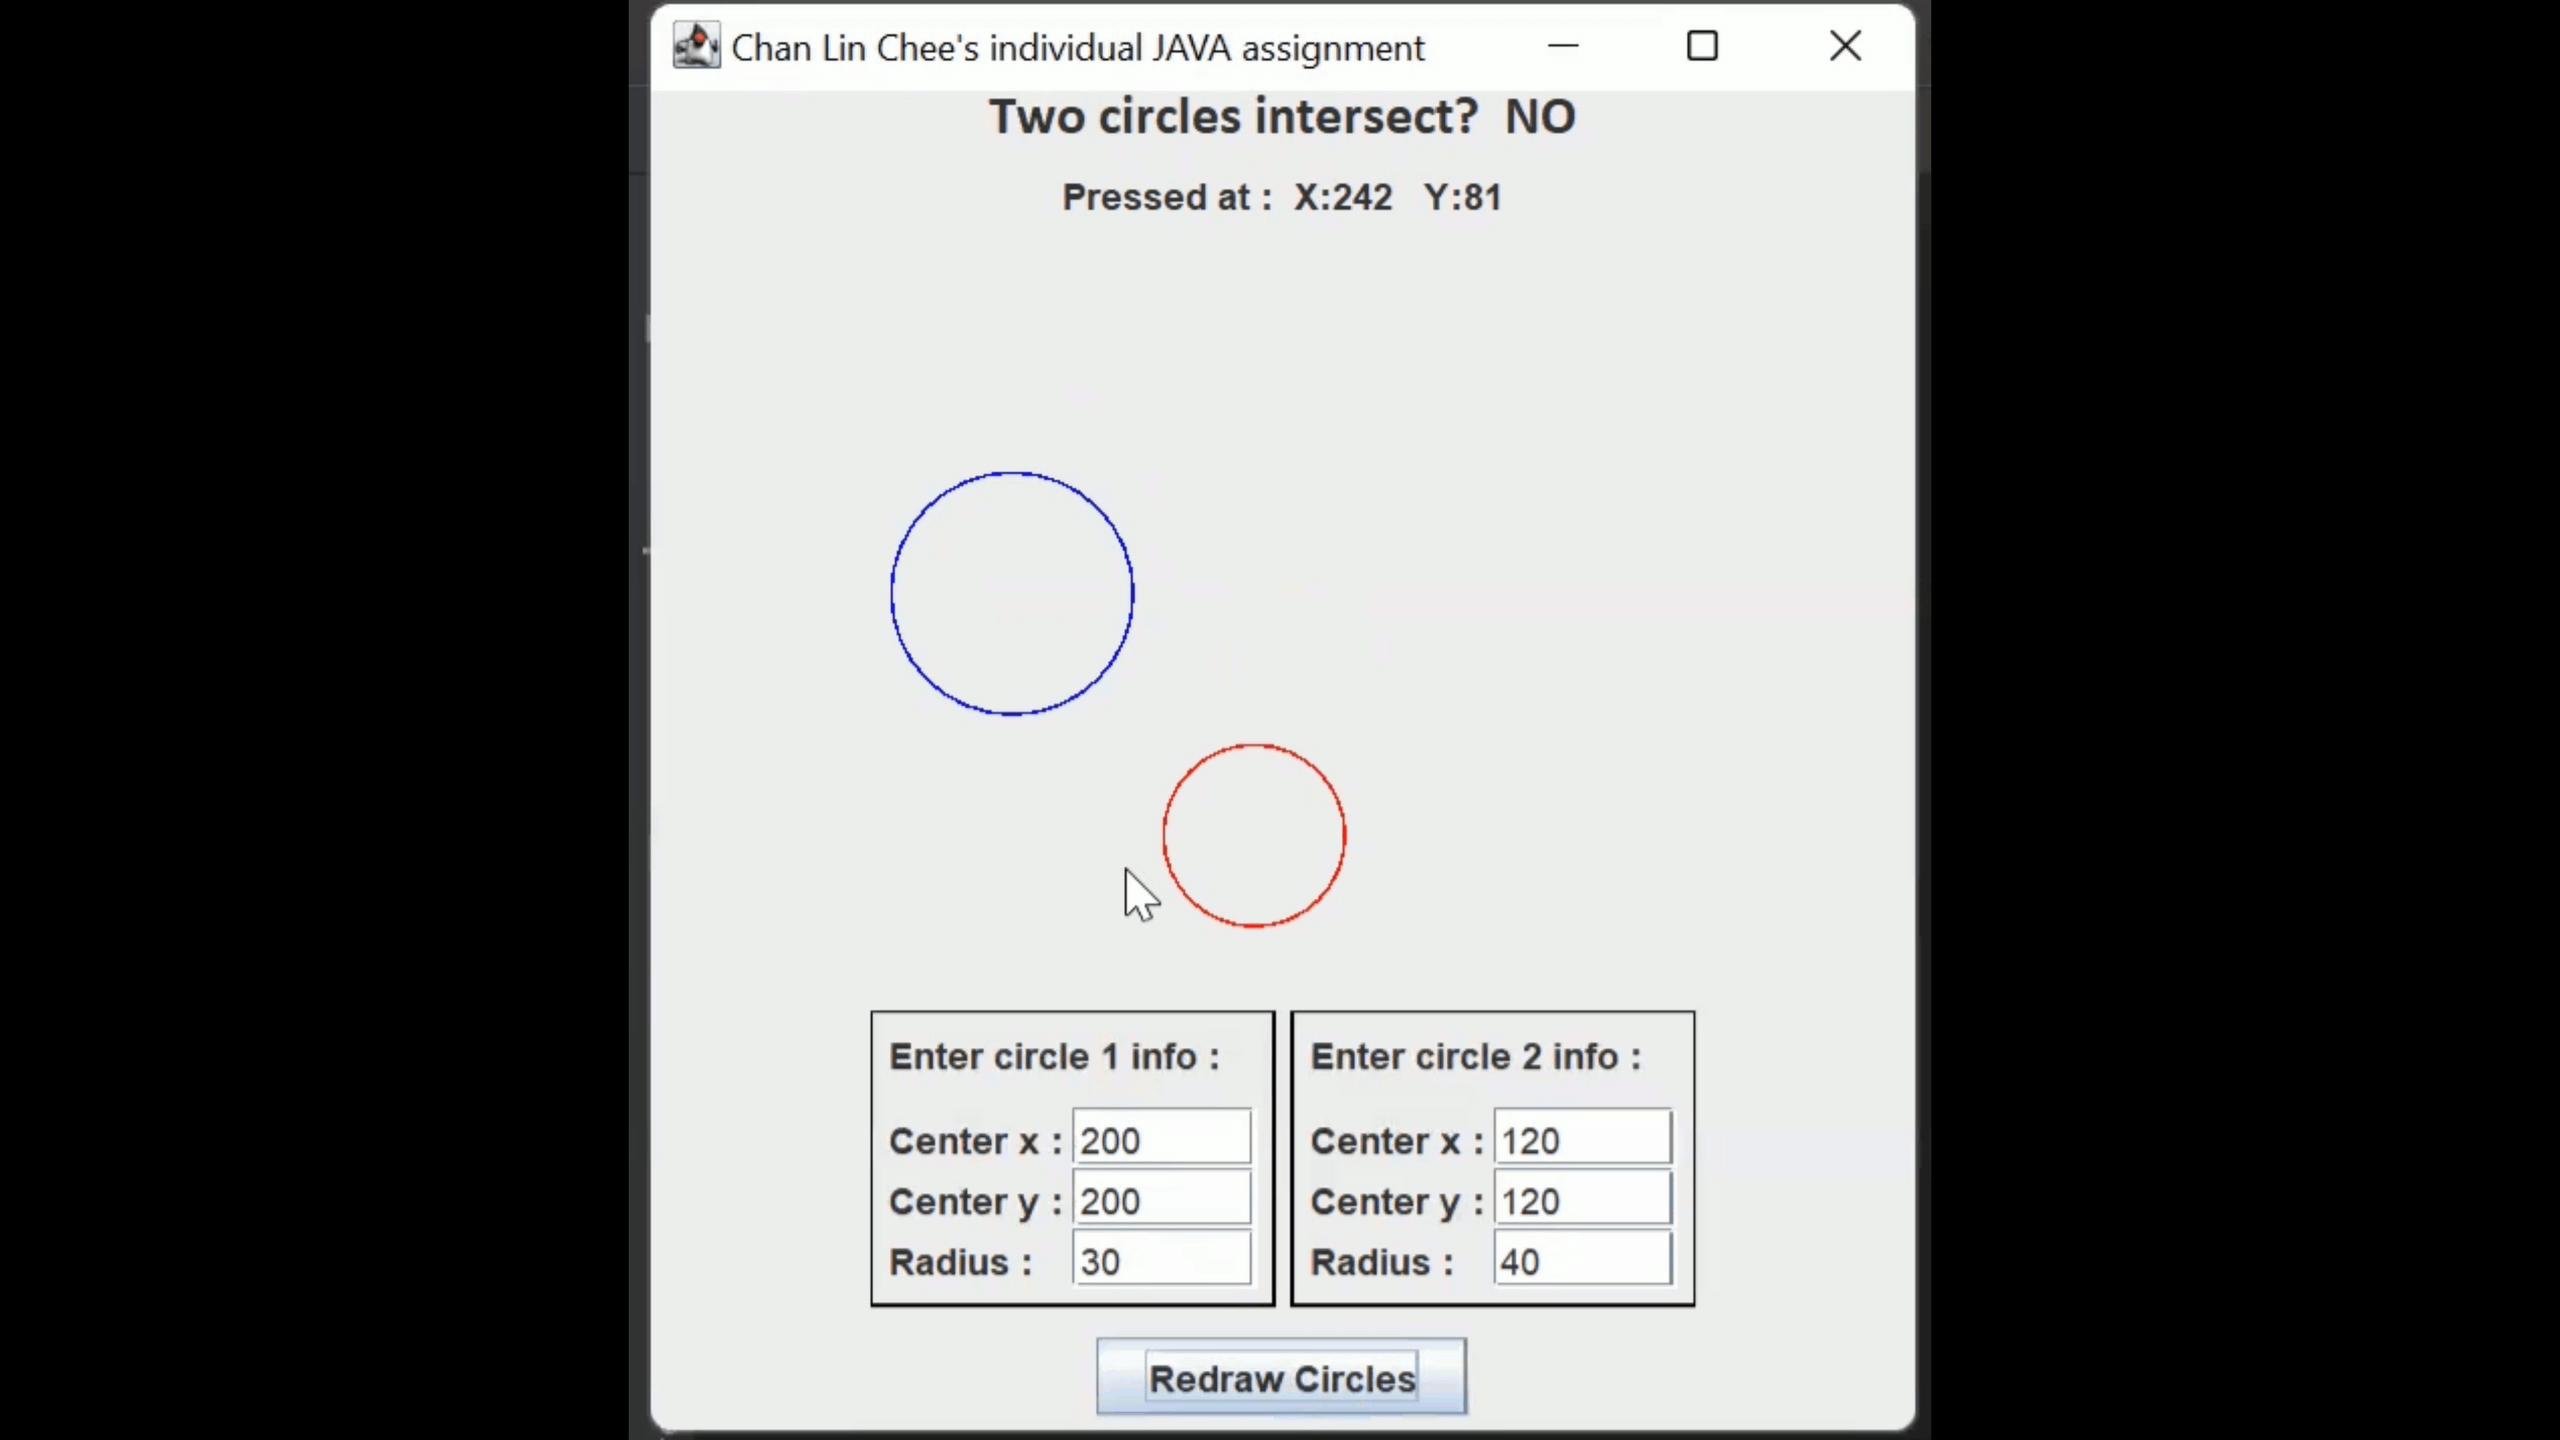 Chan Lin Chee's individual JAVA assignment
Two circles intersect? NO
Pressed at : X:242 Y:81
Enter circle 1 info :
Center x : 200
Center y : 200
Radius : 30
Enter circle 2 info :
Center x : 120
Center y : 120
Radius : 40
Redraw Circles